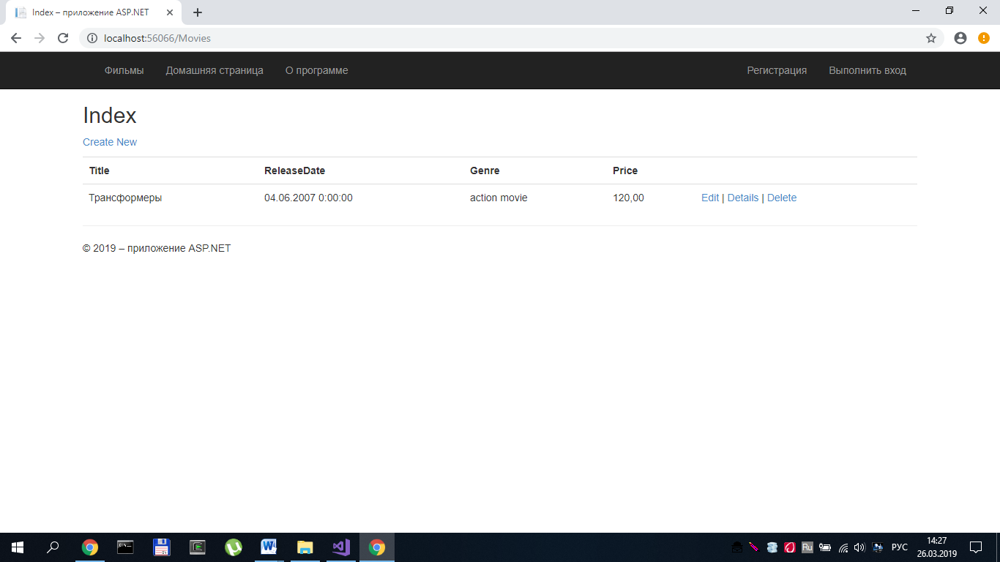 Index – приложение ASP.NET
localhost:56066/Movies
Фильмы Домашняя страница О программе Регистрация Выполнить вход
Index
Create New
Title ReleaseDate Genre Price
Трансформеры 04.06.2007 0:00:00 action movie 120,00 Edit | Details | Delete
© 2019 – приложение ASP.NET
Ru РУС 14:27
26.03.2019